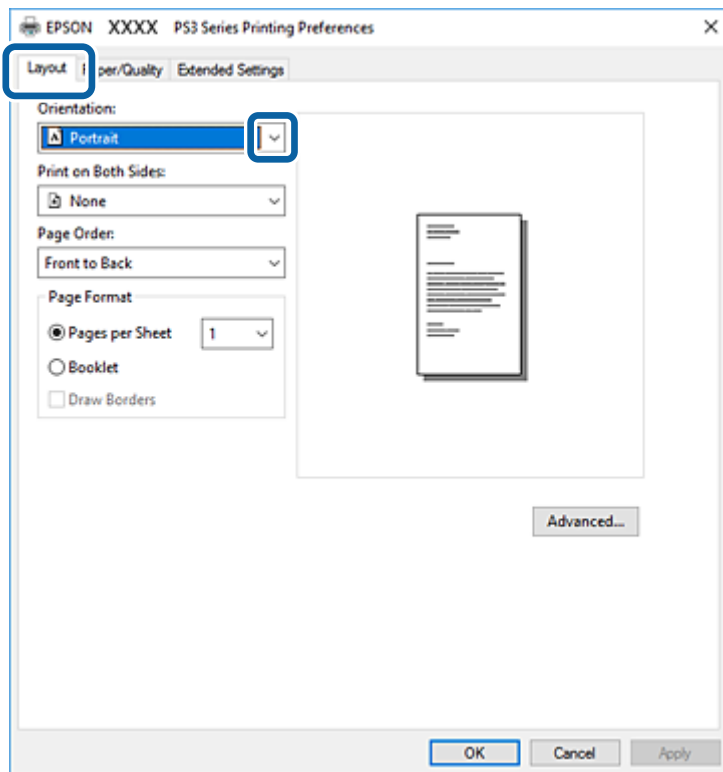 EPSON XXXX PS3 Series Printing Preferences
Layout per/Quality Extended Settings
Orientation:
A Portrait
Print on Both Sides:
None
Page Order:
Front to Back
Page Format
Pages per Sheet 1
Booklet
Draw Borders
Advanced...
OK Cancel Apply